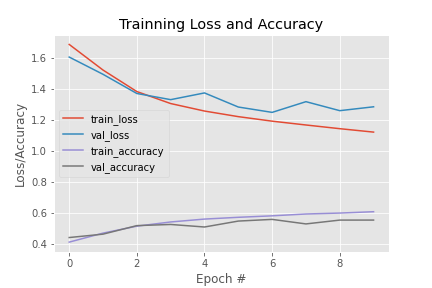 Trainning Loss and Accuracy
1.6
1.4
1.2
1.0
0.8
0.6
0.4
Loss/Accuracy
train_loss
val_loss
train_accuracy
val_accuracy
0 2 4 6 8
Epoch #